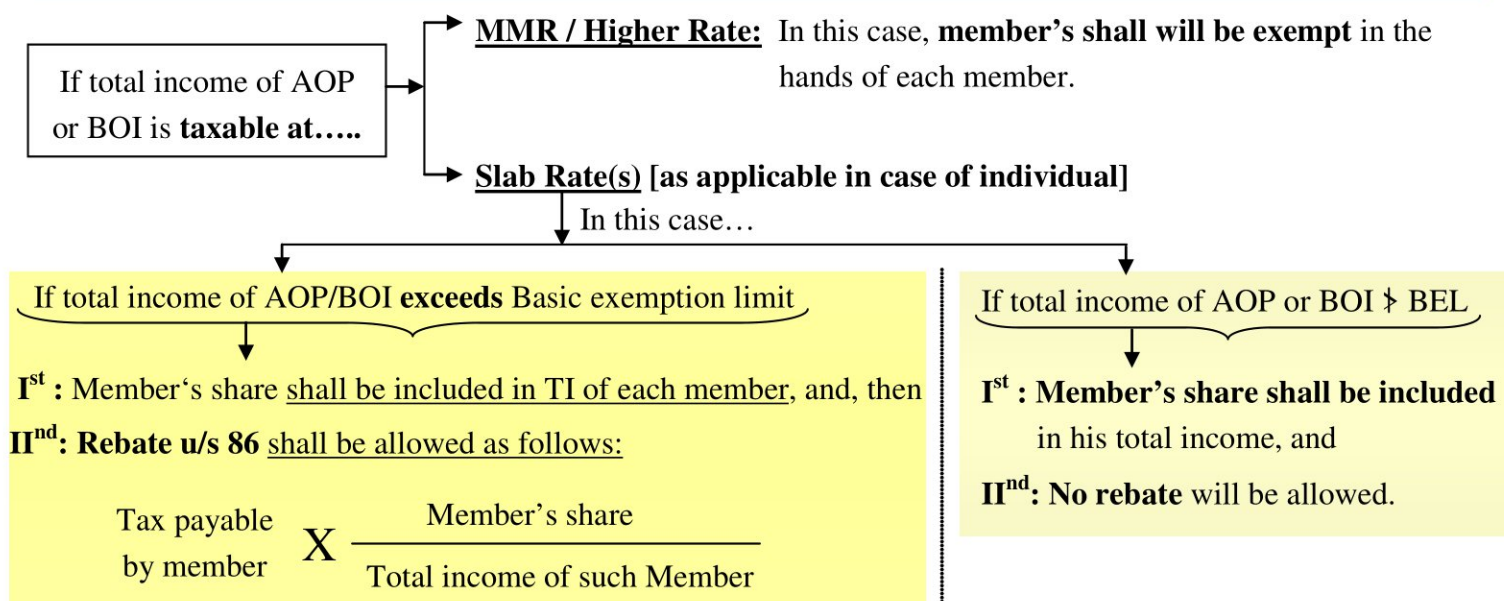 MMR / Higher Rate: In this case, member's shall will be exempt in the
hands of each member.
If total income of AOP
or BOI is taxable at…..
Slab Rate(s) [as applicable in case of individual]
In this case…
If total income of AOP/BOI exceeds Basic exemption limit
Ist : Member‘s share shall be included in TI of each member, and, then
IInd: Rebate u/s 86 shall be allowed as follows:
Tax payable
by member
X
Member's share
Total income of such Member
If total income of AOP or BOI ≯ BEL
Ist : Member's share shall be included
in his total income, and
IInd: No rebate will be allowed.